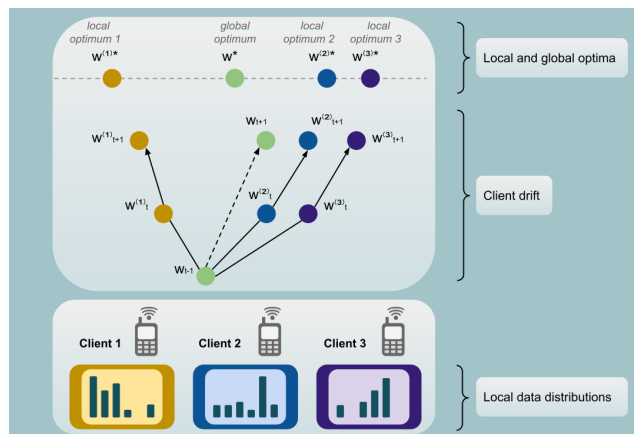 local optimum 1
global optimum
local optimum 2
local optimum 3
w⁽¹⁾*
w*
w⁽²⁾*
w⁽³⁾*
Local and global optima
w⁽¹⁾ₜ₊₁
wₜ₊₁
w⁽²⁾ₜ₊₁
w⁽³⁾ₜ₊₁
Client drift
w⁽¹⁾ₜ
w⁽²⁾ₜ
w⁽³⁾ₜ
wₜ₋₁
Client 1
Client 2
Client 3
Local data distributions